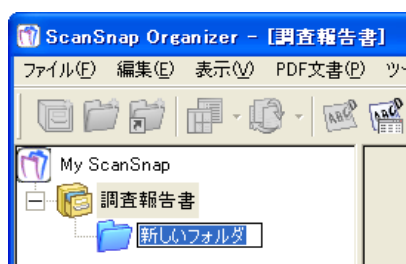 ScanSnap Organizer - [調査報告書]
ファイル(F) 編集(E) 表示(V) PDF文書(P) ツ
My ScanSnap
調査報告書
新しいフォルダ